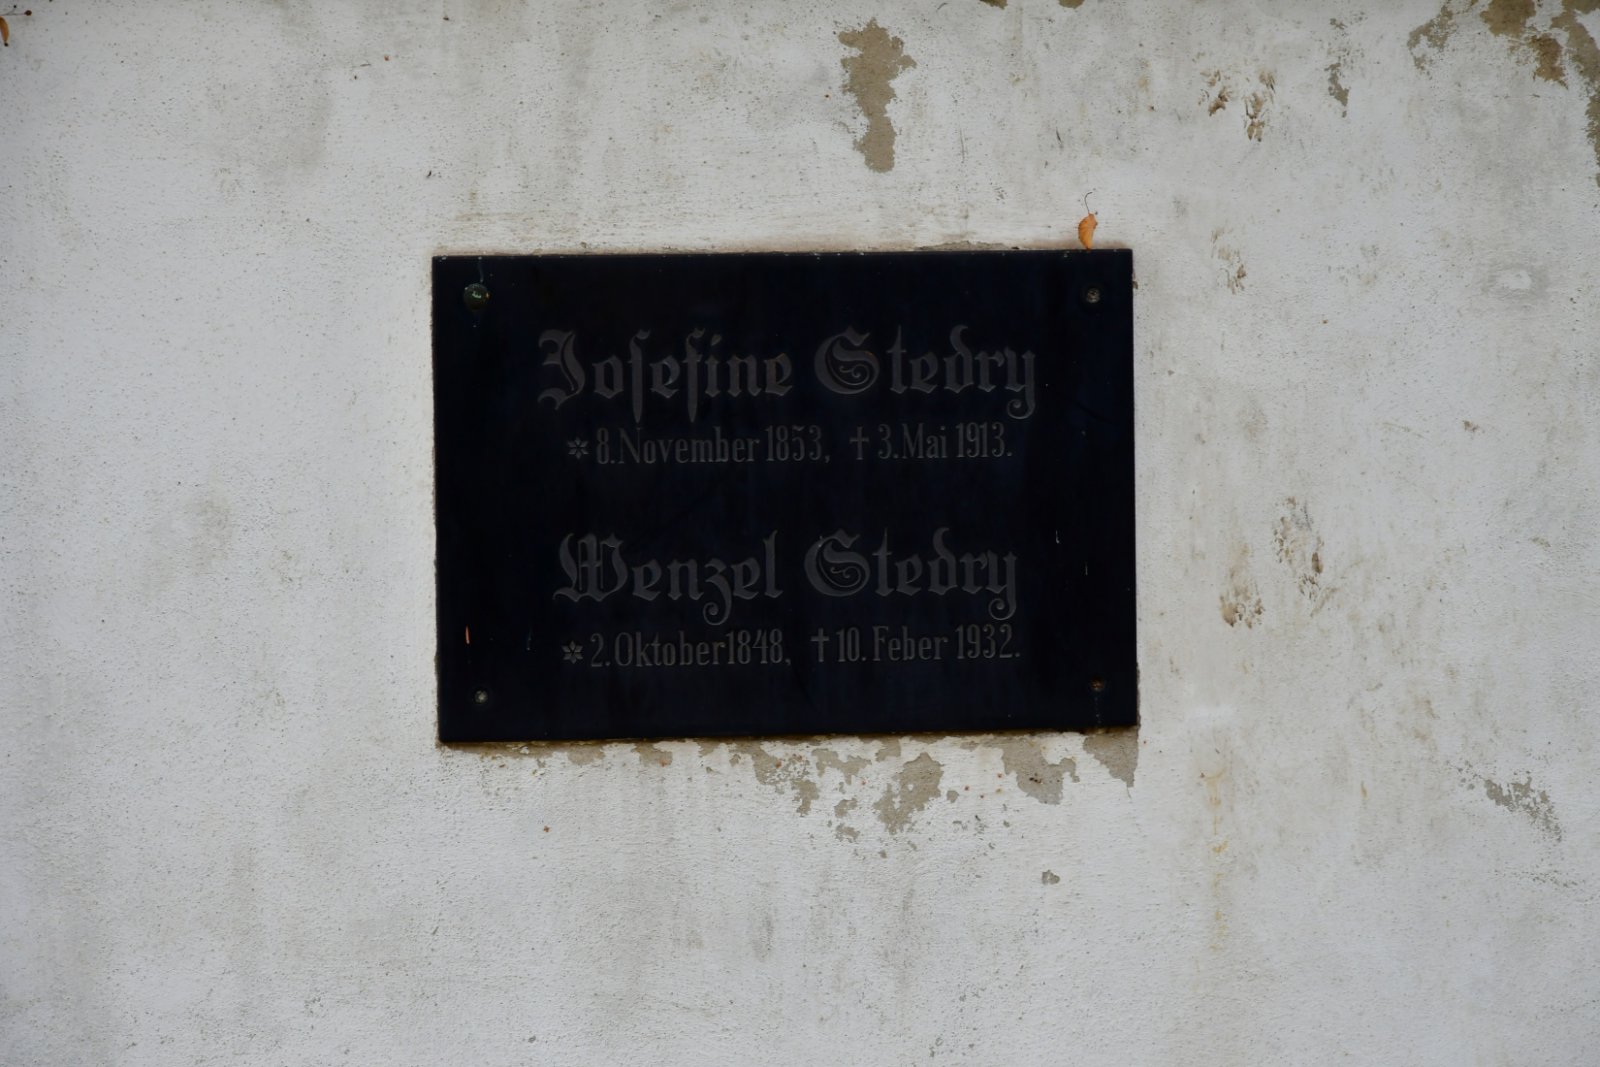 Josefine Stedry
* 8. November 1853, † 3. Mai 1913.
Wenzel Stedry
* 2. Oktober 1848, † 10. Feber 1932.